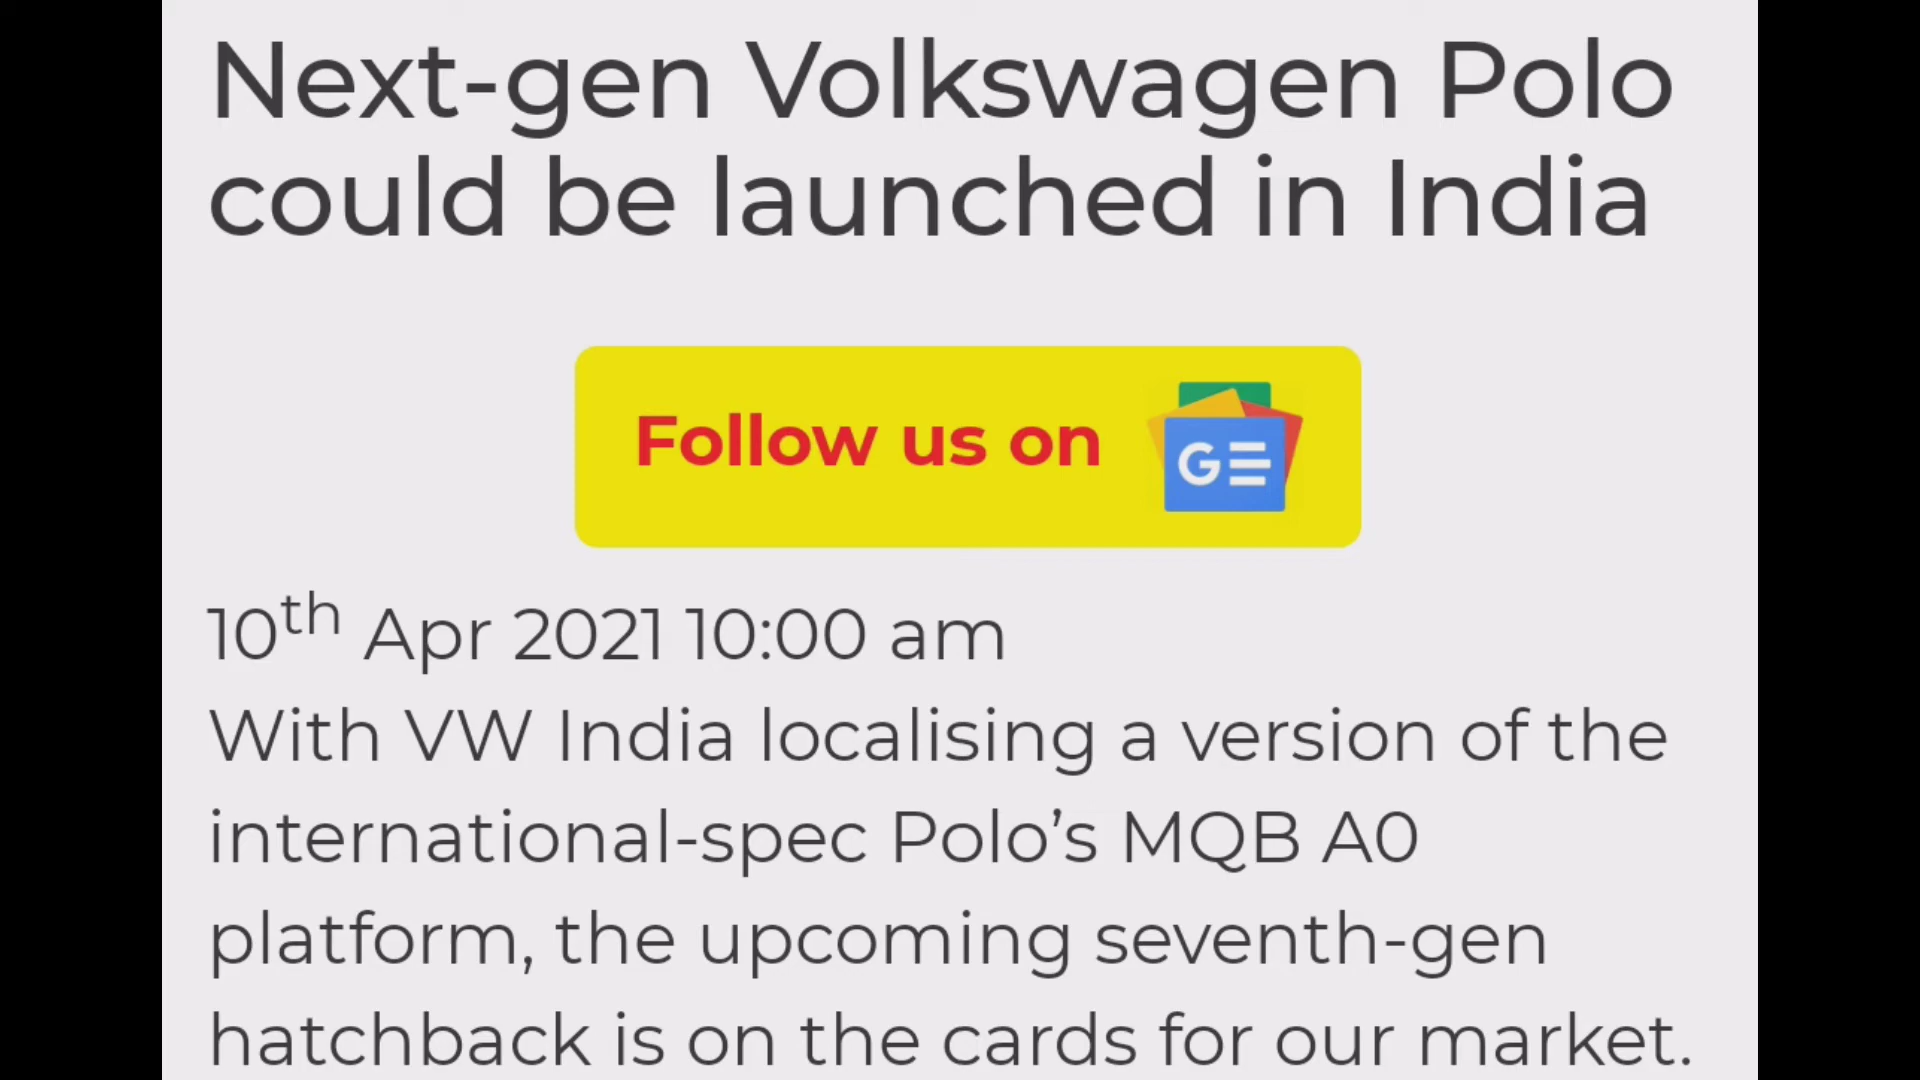 Next-gen Volkswagen Polo
could be launched in India
Follow us on
G
10th Apr 2021 10:00 am
With VW India localising a version of the
international-spec Polo’s MQB A0
platform, the upcoming seventh-gen
hatchback is on the cards for our market.